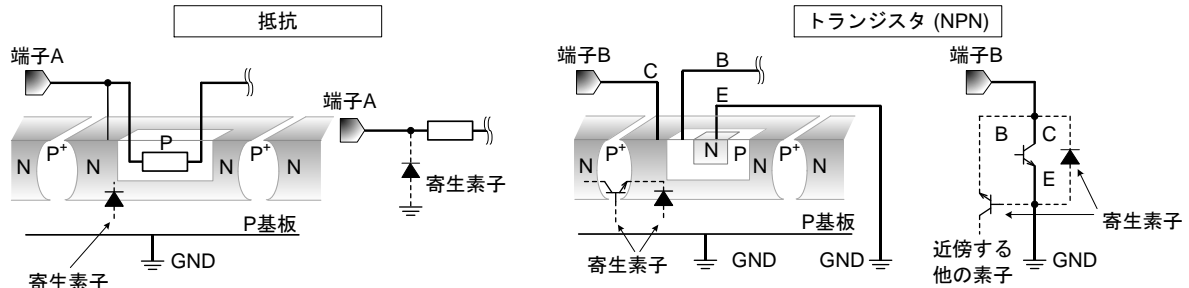 抵抗
トランジスタ (NPN)
端子A
端子A
P
N
P+
N
P+
N
N
寄生素子
P基板
GND
寄生素子
端子B
C
B
E
N
P+
N
N
P
P+
N
P基板
寄生素子
GND
GND
端子B
B
C
E
寄生素子
近傍する
他の素子
GND